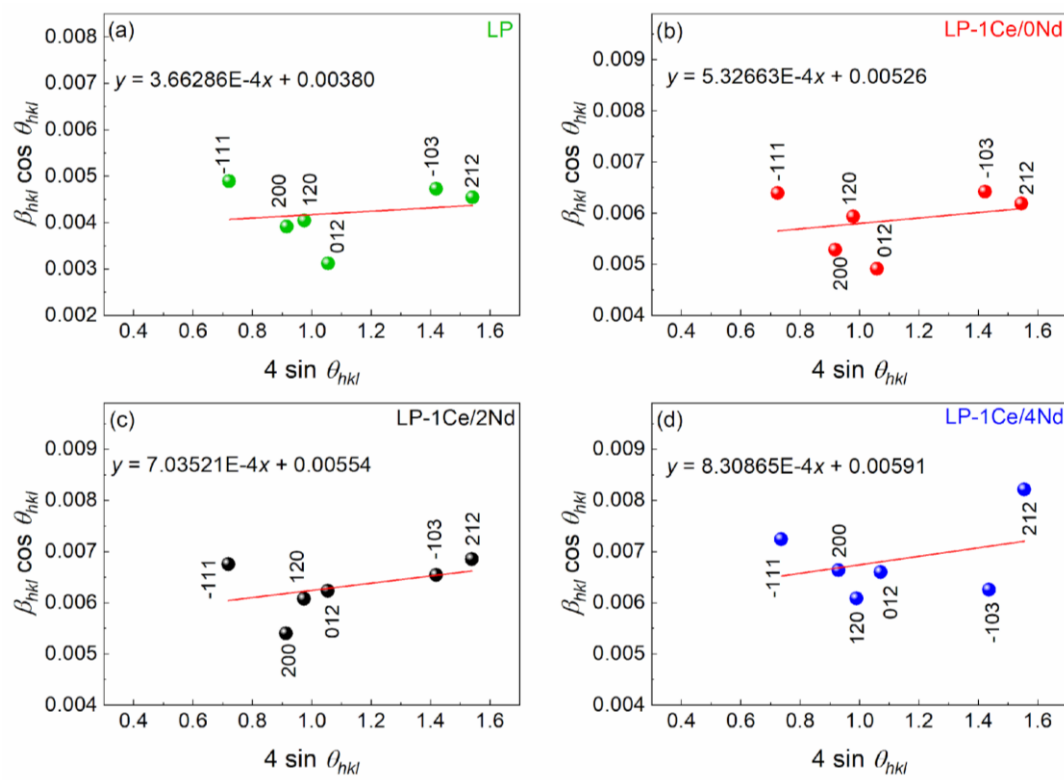 (a) LP
y = 3.66286E-4x + 0.00380
β_hkl cos θ_hkl
0.008
0.007
0.006
0.005
0.004
0.003
0.002
-111
200
120
012
-103
212
0.4 0.6 0.8 1.0 1.2 1.4 1.6
4 sin θ_hkl
(b) LP-1Ce/0Nd
y = 5.32663E-4x + 0.00526
β_hkl cos θ_hkl
0.009
0.008
0.007
0.006
0.005
0.004
-111
200
120
012
-103
212
0.4 0.6 0.8 1.0 1.2 1.4 1.6
4 sin θ_hkl
(c) LP-1Ce/2Nd
y = 7.03521E-4x + 0.00554
β_hkl cos θ_hkl
0.009
0.008
0.007
0.006
0.005
0.004
-111
200
120
012
-103
212
0.4 0.6 0.8 1.0 1.2 1.4 1.6
4 sin θ_hkl
(d) LP-1Ce/4Nd
y = 8.30865E-4x + 0.00591
β_hkl cos θ_hkl
0.009
0.008
0.007
0.006
0.005
0.004
-111
200
120
012
-103
212
0.4 0.6 0.8 1.0 1.2 1.4 1.6
4 sin θ_hkl